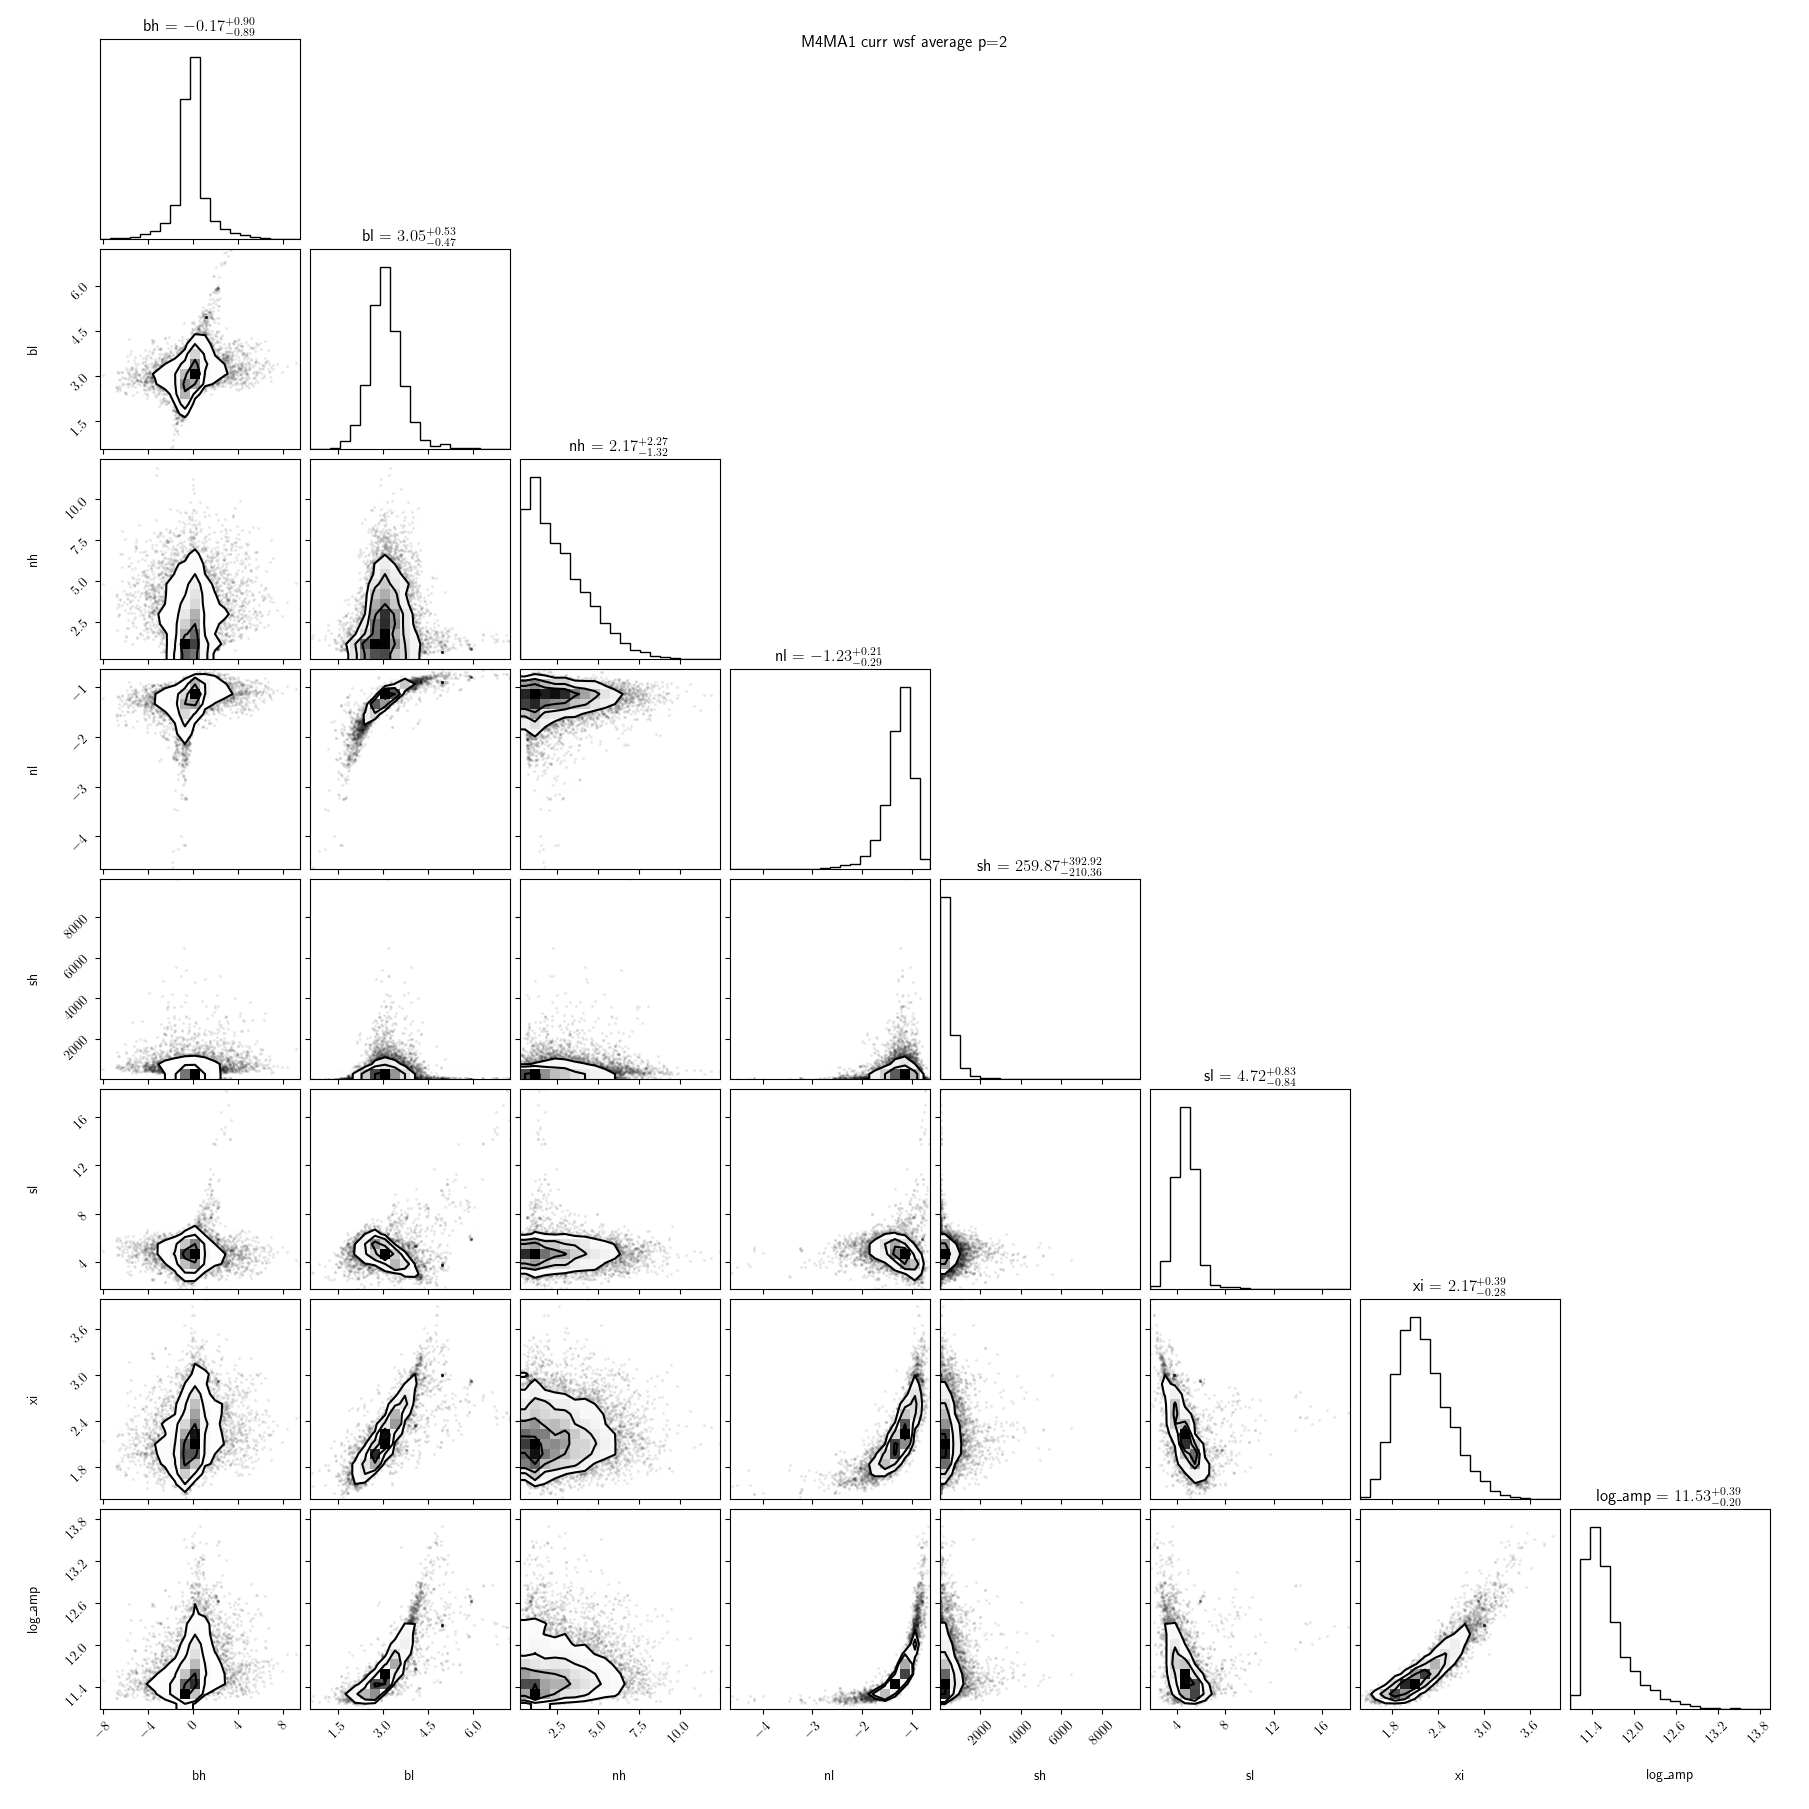 bh = −0.17+0.90−0.89
M4MA1 curr wsf average p=2
bl = 3.05+0.53−0.47
6.0
4.5
3.0
1.5
bl
nh = 2.17+2.27−1.32
10.0
7.5
5.0
2.5
nh
nl = −1.23+0.21−0.29
−1
−2
−3
−4
nl
sh = 259.87+392.92−210.36
8000
6000
4000
2000
sh
sl = 4.72+0.83−0.84
16
12
8
4
sl
xi = 2.17+0.39−0.28
3.6
3.0
2.4
1.8
xi
log_amp = 11.53+0.39−0.20
13.8
13.2
12.6
12.0
11.4
log_amp
−8 −4 0 4 8 1.5 3.0 4.5 6.0 2.5 5.0 7.5 10.0 −4 −3 −2 −1 2000 4000 6000 8000 4 8 12 16 1.8 2.4 3.0 3.6 11.4 12.0 12.6 13.2 13.8
bh bl nh nl sh sl xi log_amp